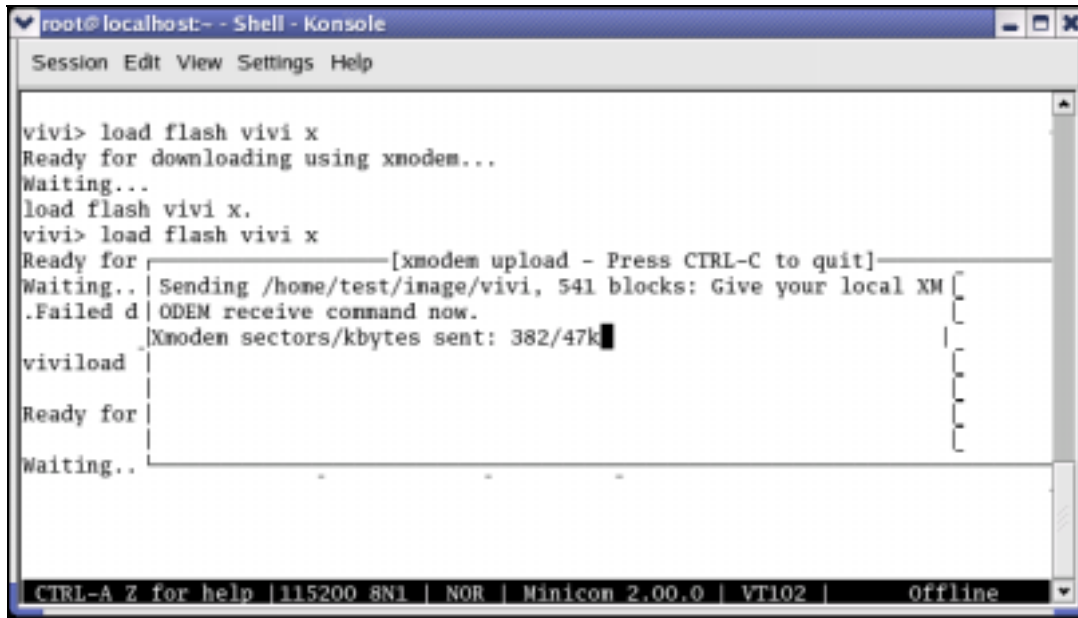 root@localhost:~ - Shell - Konsole
Session Edit View Settings Help
vivi> load flash vivi x
Ready for downloading using xmodem...
Waiting...
load flash vivi x.
vivi> load flash vivi x
Ready for
[xmodem upload - Press CTRL-C to quit]
Waiting..
Sending /home/test/image/vivi, 541 blocks: Give your local XM
.Failed d
ODEM receive command now.
Xmodem sectors/kbytes sent: 382/47k
viviload
Ready for
Waiting..
CTRL-A Z for help |115200 8N1 | NOR | Minicom 2.00.0 | VT102 | Offline